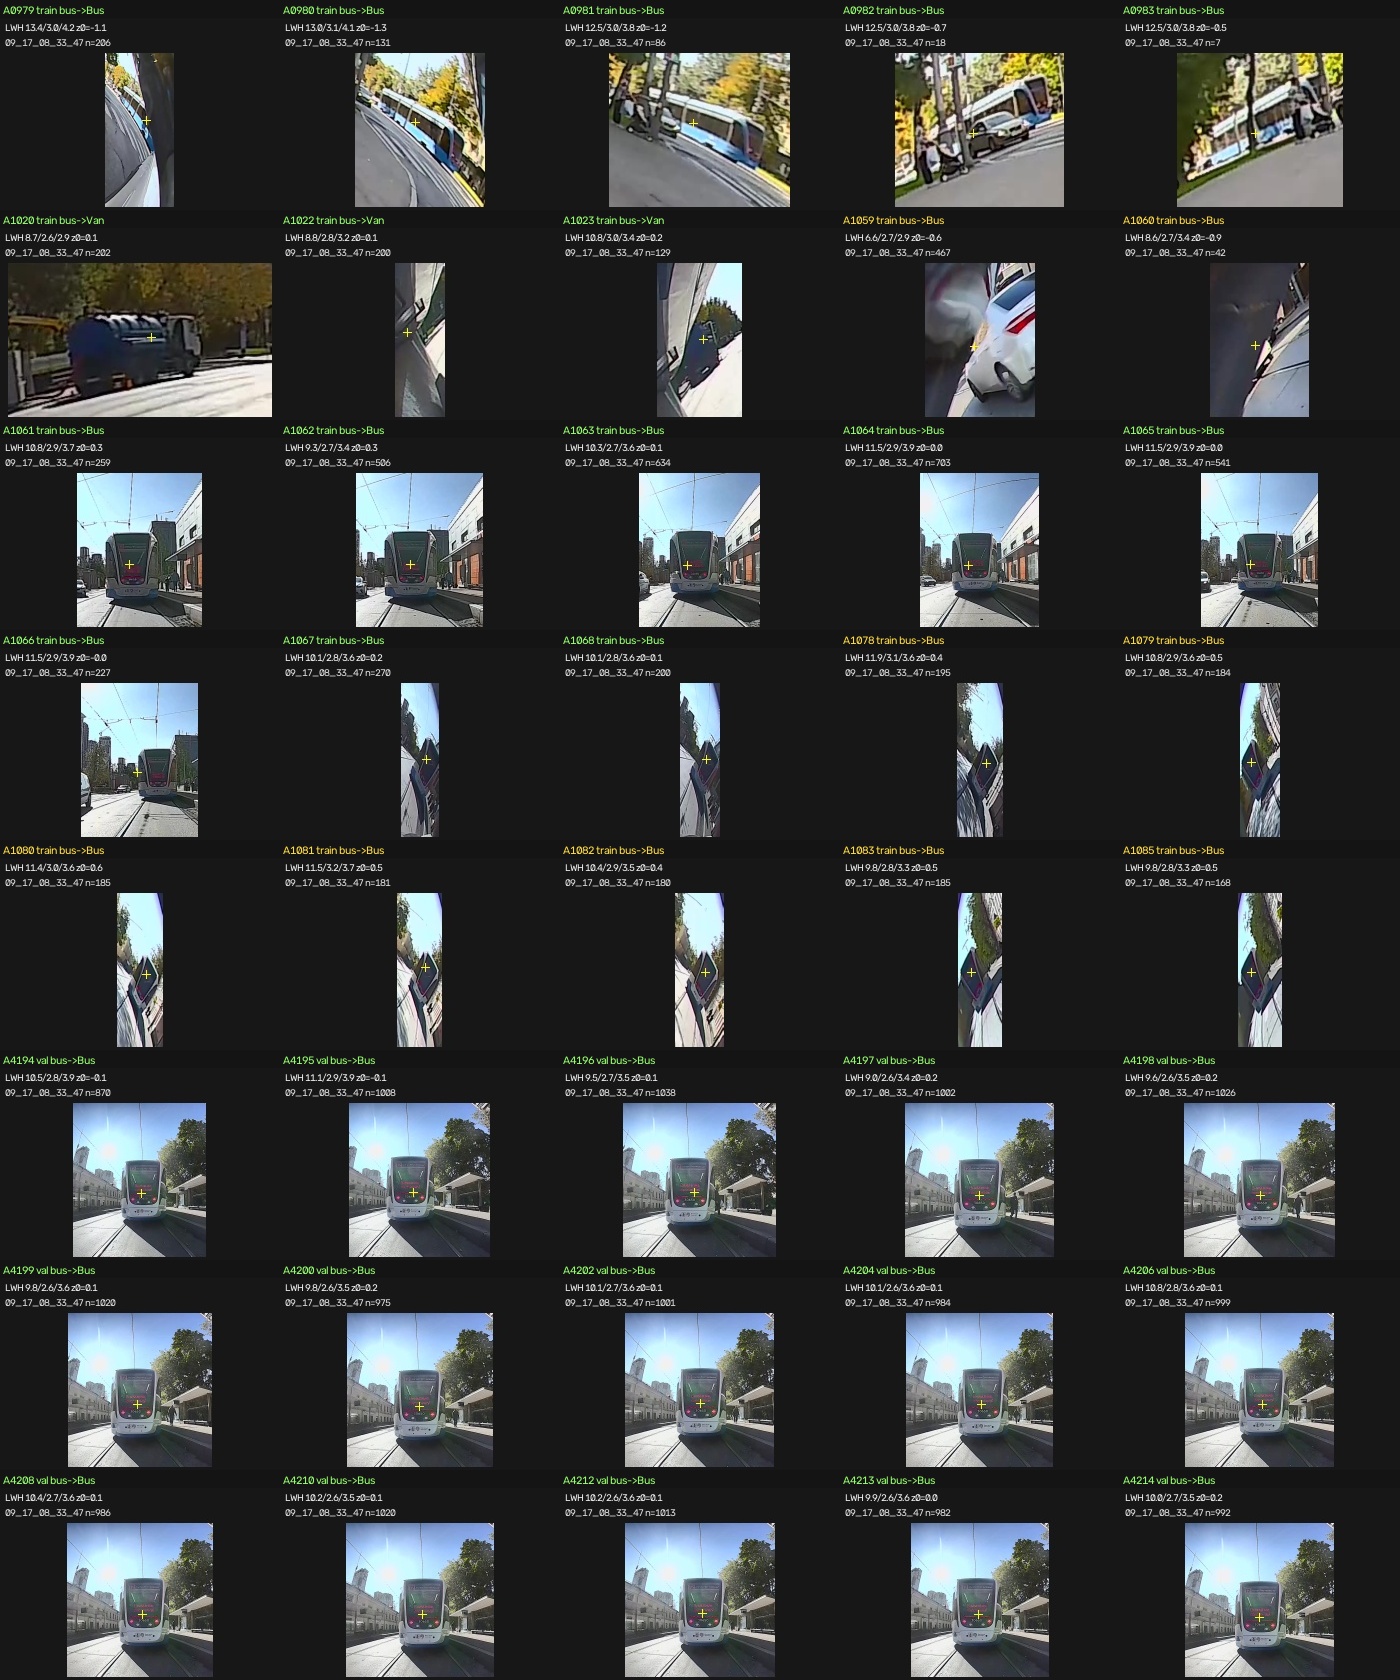 A0979 train bus->Bus
LWH 13.4/3.0/4.2 z0=-1.1
09_17_08_33_47 n=206
A0980 train bus->Bus
LWH 13.0/3.1/4.1 z0=-1.3
09_17_08_33_47 n=131
A0981 train bus->Bus
LWH 12.5/3.0/3.8 z0=-1.2
09_17_08_33_47 n=86
A0982 train bus->Bus
LWH 12.5/3.0/3.8 z0=-0.7
09_17_08_33_47 n=18
A0983 train bus->Bus
LWH 12.5/3.0/3.8 z0=-0.5
09_17_08_33_47 n=7
A1020 train bus->Van
LWH 8.7/2.6/2.9 z0=0.1
09_17_08_33_47 n=202
A1022 train bus->Van
LWH 8.8/2.8/3.2 z0=0.1
09_17_08_33_47 n=200
A1023 train bus->Van
LWH 10.8/3.0/3.4 z0=0.2
09_17_08_33_47 n=129
A1059 train bus->Bus
LWH 6.6/2.7/2.9 z0=-0.6
09_17_08_33_47 n=467
A1060 train bus->Bus
LWH 8.6/2.7/3.4 z0=-0.9
09_17_08_33_47 n=42
A1061 train bus->Bus
LWH 10.8/2.9/3.7 z0=0.3
09_17_08_33_47 n=259
A1062 train bus->Bus
LWH 9.3/2.7/3.4 z0=0.3
09_17_08_33_47 n=506
A1063 train bus->Bus
LWH 10.3/2.7/3.6 z0=0.1
09_17_08_33_47 n=634
A1064 train bus->Bus
LWH 11.5/2.9/3.9 z0=0.0
09_17_08_33_47 n=703
A1065 train bus->Bus
LWH 11.5/2.9/3.9 z0=0.0
09_17_08_33_47 n=541
A1066 train bus->Bus
LWH 11.5/2.9/3.9 z0=-0.0
09_17_08_33_47 n=227
A1067 train bus->Bus
LWH 10.1/2.8/3.6 z0=0.2
09_17_08_33_47 n=270
A1068 train bus->Bus
LWH 10.1/2.8/3.6 z0=0.1
09_17_08_33_47 n=200
A1078 train bus->Bus
LWH 11.9/3.1/3.6 z0=0.4
09_17_08_33_47 n=195
A1079 train bus->Bus
LWH 10.8/2.9/3.6 z0=0.5
09_17_08_33_47 n=184
A1080 train bus->Bus
LWH 11.4/3.0/3.6 z0=0.6
09_17_08_33_47 n=185
A1081 train bus->Bus
LWH 11.5/3.2/3.7 z0=0.5
09_17_08_33_47 n=181
A1082 train bus->Bus
LWH 10.4/2.9/3.5 z0=0.4
09_17_08_33_47 n=180
A1083 train bus->Bus
LWH 9.8/2.8/3.3 z0=0.5
09_17_08_33_47 n=185
A1085 train bus->Bus
LWH 9.8/2.8/3.3 z0=0.5
09_17_08_33_47 n=168
A4194 val bus->Bus
LWH 10.5/2.8/3.9 z0=-0.1
09_17_08_33_47 n=870
A4195 val bus->Bus
LWH 11.1/2.9/3.9 z0=-0.1
09_17_08_33_47 n=1008
A4196 val bus->Bus
LWH 9.5/2.7/3.5 z0=0.1
09_17_08_33_47 n=1038
A4197 val bus->Bus
LWH 9.0/2.6/3.4 z0=0.2
09_17_08_33_47 n=1002
A4198 val bus->Bus
LWH 9.6/2.6/3.5 z0=0.2
09_17_08_33_47 n=1026
A4199 val bus->Bus
LWH 9.8/2.6/3.6 z0=0.1
09_17_08_33_47 n=1020
A4200 val bus->Bus
LWH 9.8/2.6/3.5 z0=0.2
09_17_08_33_47 n=975
A4202 val bus->Bus
LWH 10.1/2.7/3.6 z0=0.1
09_17_08_33_47 n=1001
A4204 val bus->Bus
LWH 10.1/2.6/3.6 z0=0.1
09_17_08_33_47 n=984
A4206 val bus->Bus
LWH 10.8/2.8/3.6 z0=0.1
09_17_08_33_47 n=999
A4208 val bus->Bus
LWH 10.4/2.7/3.6 z0=0.1
09_17_08_33_47 n=986
A4210 val bus->Bus
LWH 10.2/2.6/3.5 z0=0.1
09_17_08_33_47 n=1020
A4212 val bus->Bus
LWH 10.2/2.6/3.6 z0=0.1
09_17_08_33_47 n=1013
A4213 val bus->Bus
LWH 9.9/2.6/3.6 z0=0.0
09_17_08_33_47 n=982
A4214 val bus->Bus
LWH 10.0/2.7/3.5 z0=0.2
09_17_08_33_47 n=992